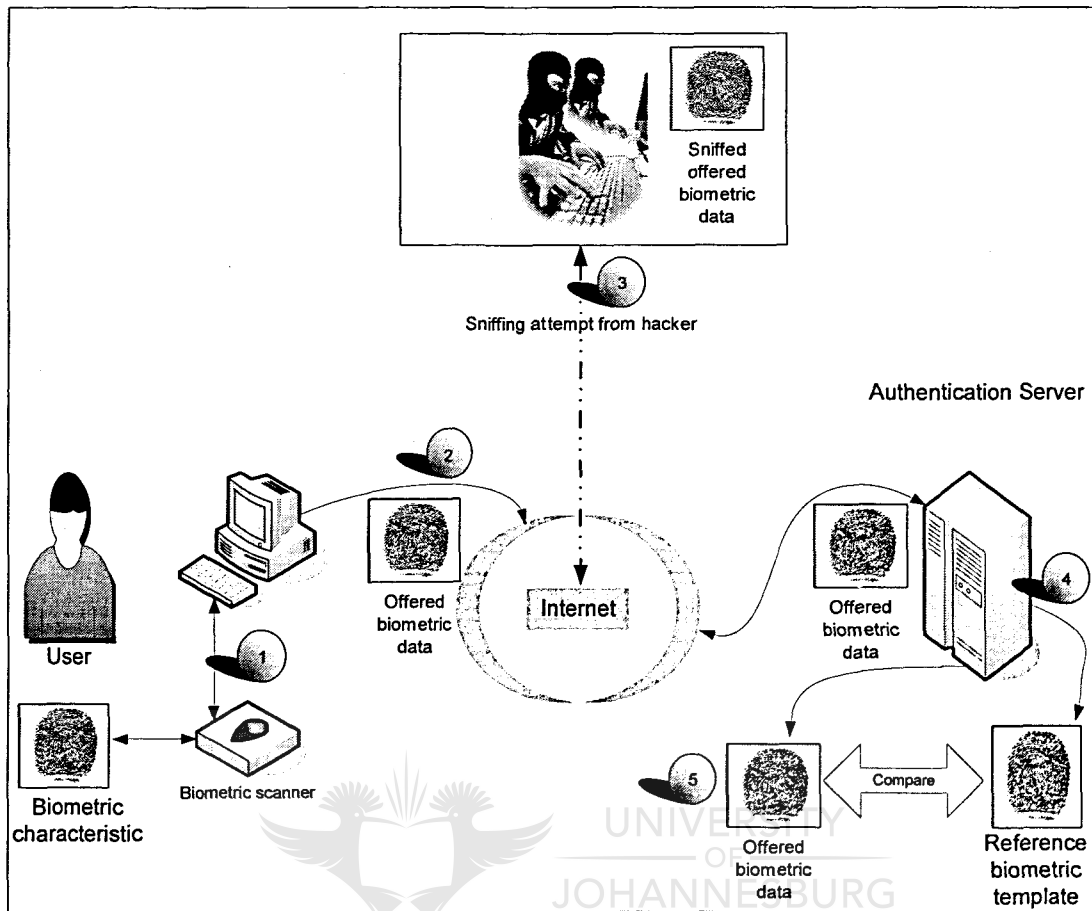 Sniffed
offered
biometric
data
3
Sniffing attempt from hacker
Authentication Server
2
Offered
biometric
data
Internet
Offered
biometric
data
4
User
1
Biometric
characteristic
Biometric scanner
5
Offered
biometric
data
Compare
Reference
biometric
template
UNIVERSITY
OF
JOHANNESBURG